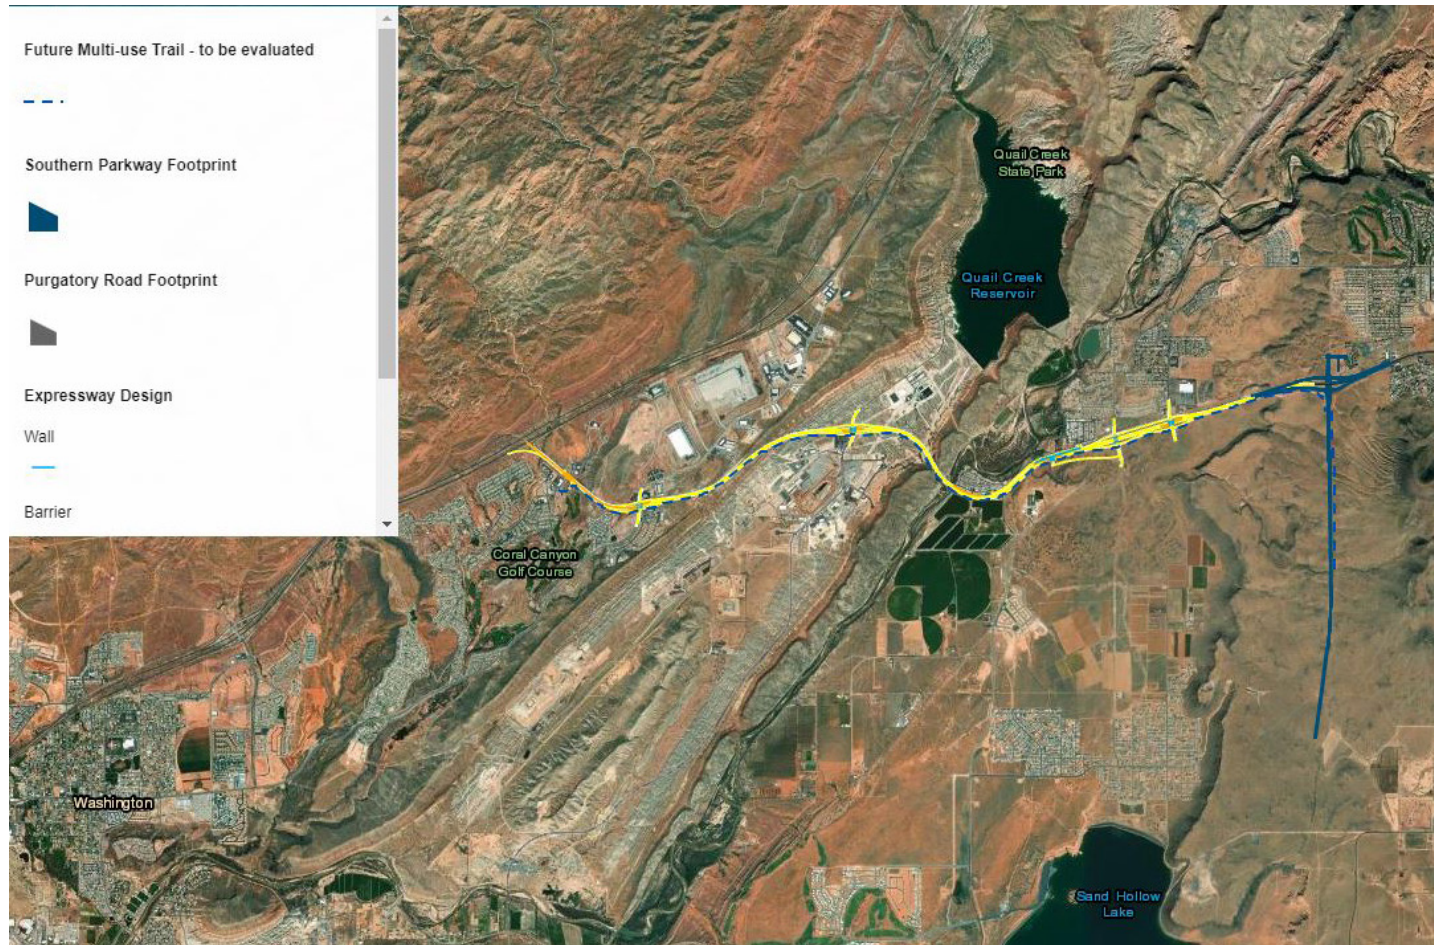 Future Multi-use Trail - to be evaluated
Southern Parkway Footprint
Purgatory Road Footprint
Expressway Design
Wall
Barrier
Quail Creek
State Park
Quail Creek
Reservoir
Coral Canyon
Golf Course
Washington
Sand Hollow
Lake